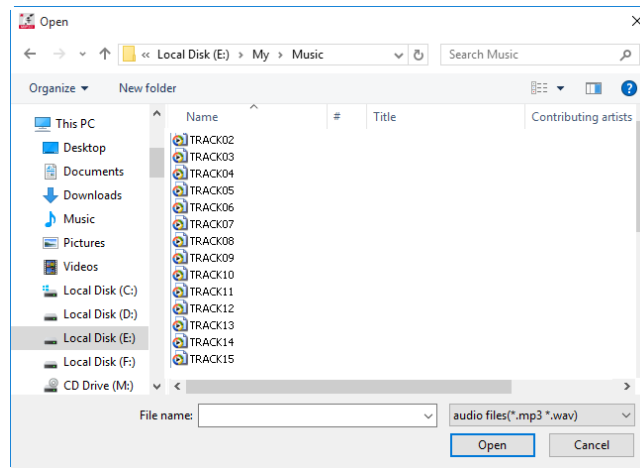 Open
« Local Disk (E:) › My › Music
Search Music
Organize
New folder
Name # Title Contributing artists
This PC
Desktop
Documents
Downloads
Music
Pictures
Videos
Local Disk (C:)
Local Disk (D:)
Local Disk (E:)
Local Disk (F:)
CD Drive (M:)
TRACK02
TRACK03
TRACK04
TRACK05
TRACK06
TRACK07
TRACK08
TRACK09
TRACK10
TRACK11
TRACK12
TRACK13
TRACK14
TRACK15
File name:
audio files(*.mp3 *.wav)
Open Cancel